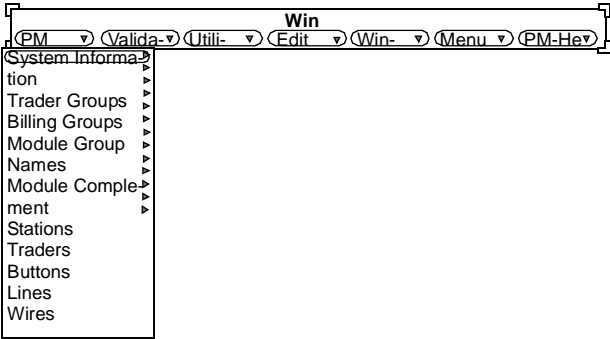 Win
PM Valida- Utili- Edit Win- Menu PM-He
System Informa-
tion
Trader Groups
Billing Groups
Module Group
Names
Module Comple-
ment
Stations
Traders
Buttons
Lines
Wires